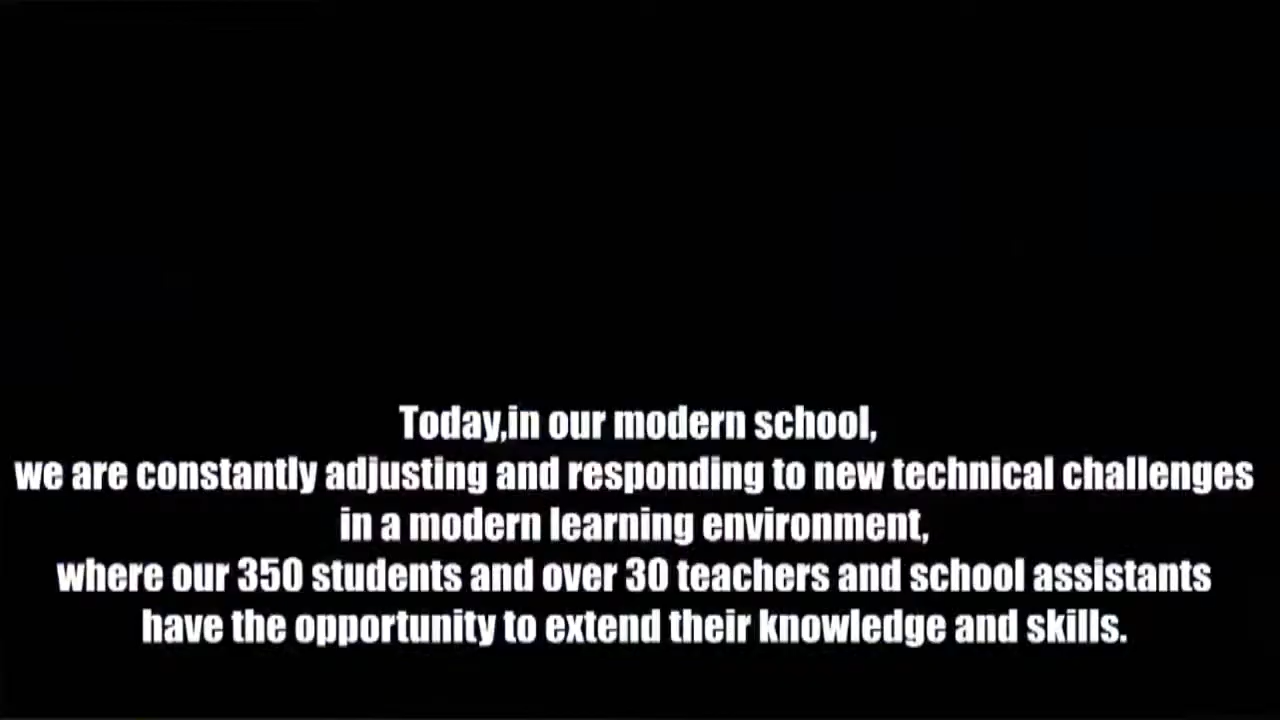 Today,in our modern school,
we are constantly adjusting and responding to new technical challenges
in a modern learning environment,
where our 350 students and over 30 teachers and school assistants
have the opportunity to extend their knowledge and skills.